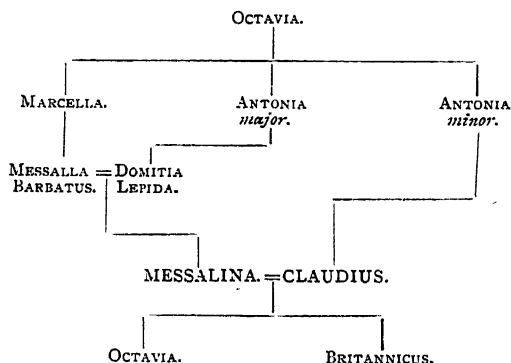 OCTAVIA.
MARCELLA.
ANTONIA
major.
ANTONIA
minor.
MESSALLA = DOMITIA
BARBATUS. LEPIDA.
MESSALINA. = CLAUDIUS.
OCTAVIA. BRITANNICUS.